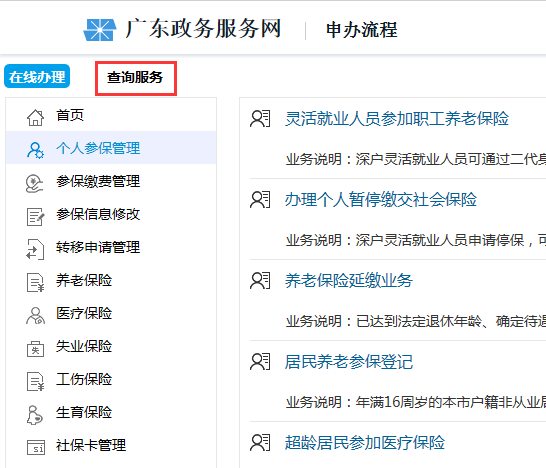 广东政务服务网 申办流程
在线办理 查询服务
首页
个人参保管理
参保缴费管理
参保信息修改
转移申请管理
养老保险
医疗保险
失业保险
工伤保险
生育保险
社保卡管理
灵活就业人员参加职工养老保险
业务说明：深户灵活就业人员可通过二代身
办理个人暂停缴交社会保险
业务说明：深户灵活就业人员申请停保，可
养老保险延缴业务
业务说明：已达到法定退休年龄、确定待遇
居民养老参保登记
业务说明：年满16周岁的本市户籍非从业居
超龄居民参加医疗保险